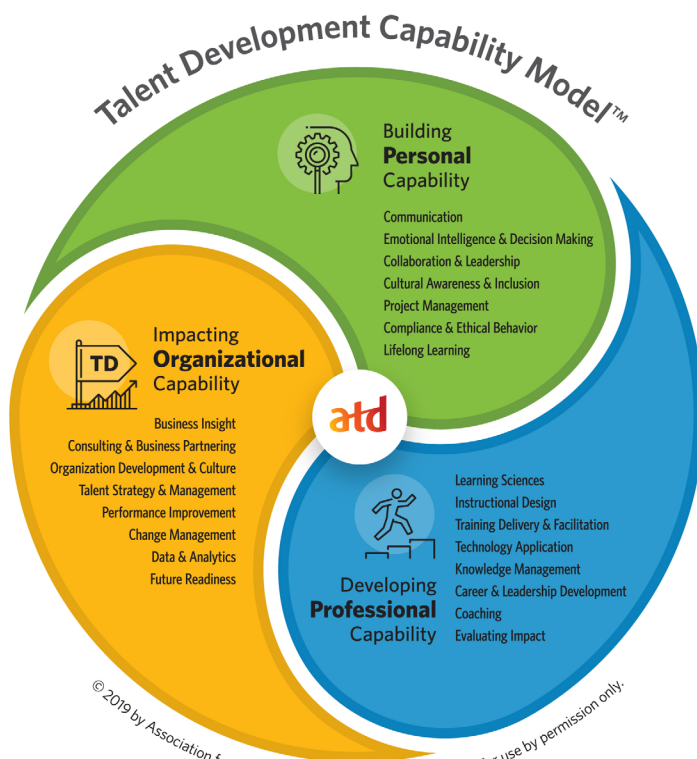 Talent Development Capability Model™
Building
Personal
Capability
Communication
Emotional Intelligence & Decision Making
Collaboration & Leadership
Cultural Awareness & Inclusion
Project Management
Compliance & Ethical Behavior
Lifelong Learning
TD
Impacting
Organizational
Capability
Business Insight
Consulting & Business Partnering
Organization Development & Culture
Talent Strategy & Management
Performance Improvement
Change Management
Data & Analytics
Future Readiness
atd
Developing
Professional
Capability
Learning Sciences
Instructional Design
Training Delivery & Facilitation
Technology Application
Knowledge Management
Career & Leadership Development
Coaching
Evaluating Impact
© 2019 by Association
use by permission only.